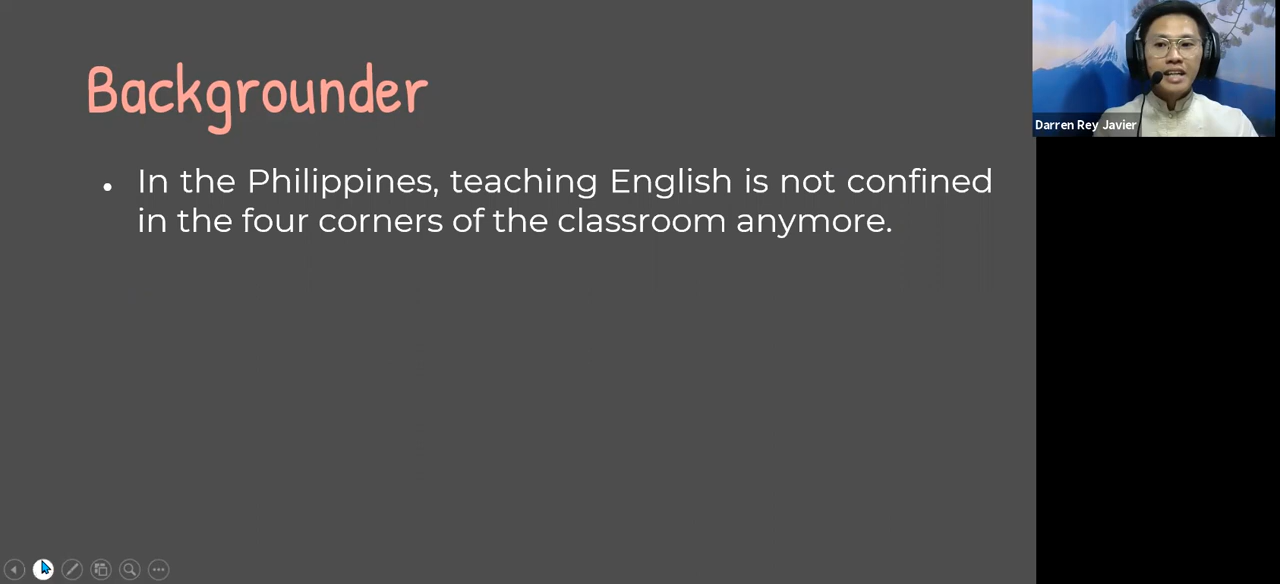 Backgrounder
• In the Philippines, teaching English is not confined
in the four corners of the classroom anymore.
Darren Rey Javier